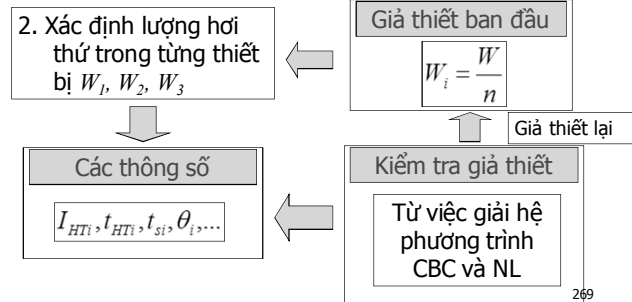 2. Xác định lượng hơi
thứ trong từng thiết
bị W1, W2, W3
Giả thiết ban đầu
Wi = W/n
Giả thiết lại
Các thông số
IHTi, tHTi, tsi, θi,...
Kiểm tra giả thiết
Từ việc giải hệ
phương trình
CBC và NL
269